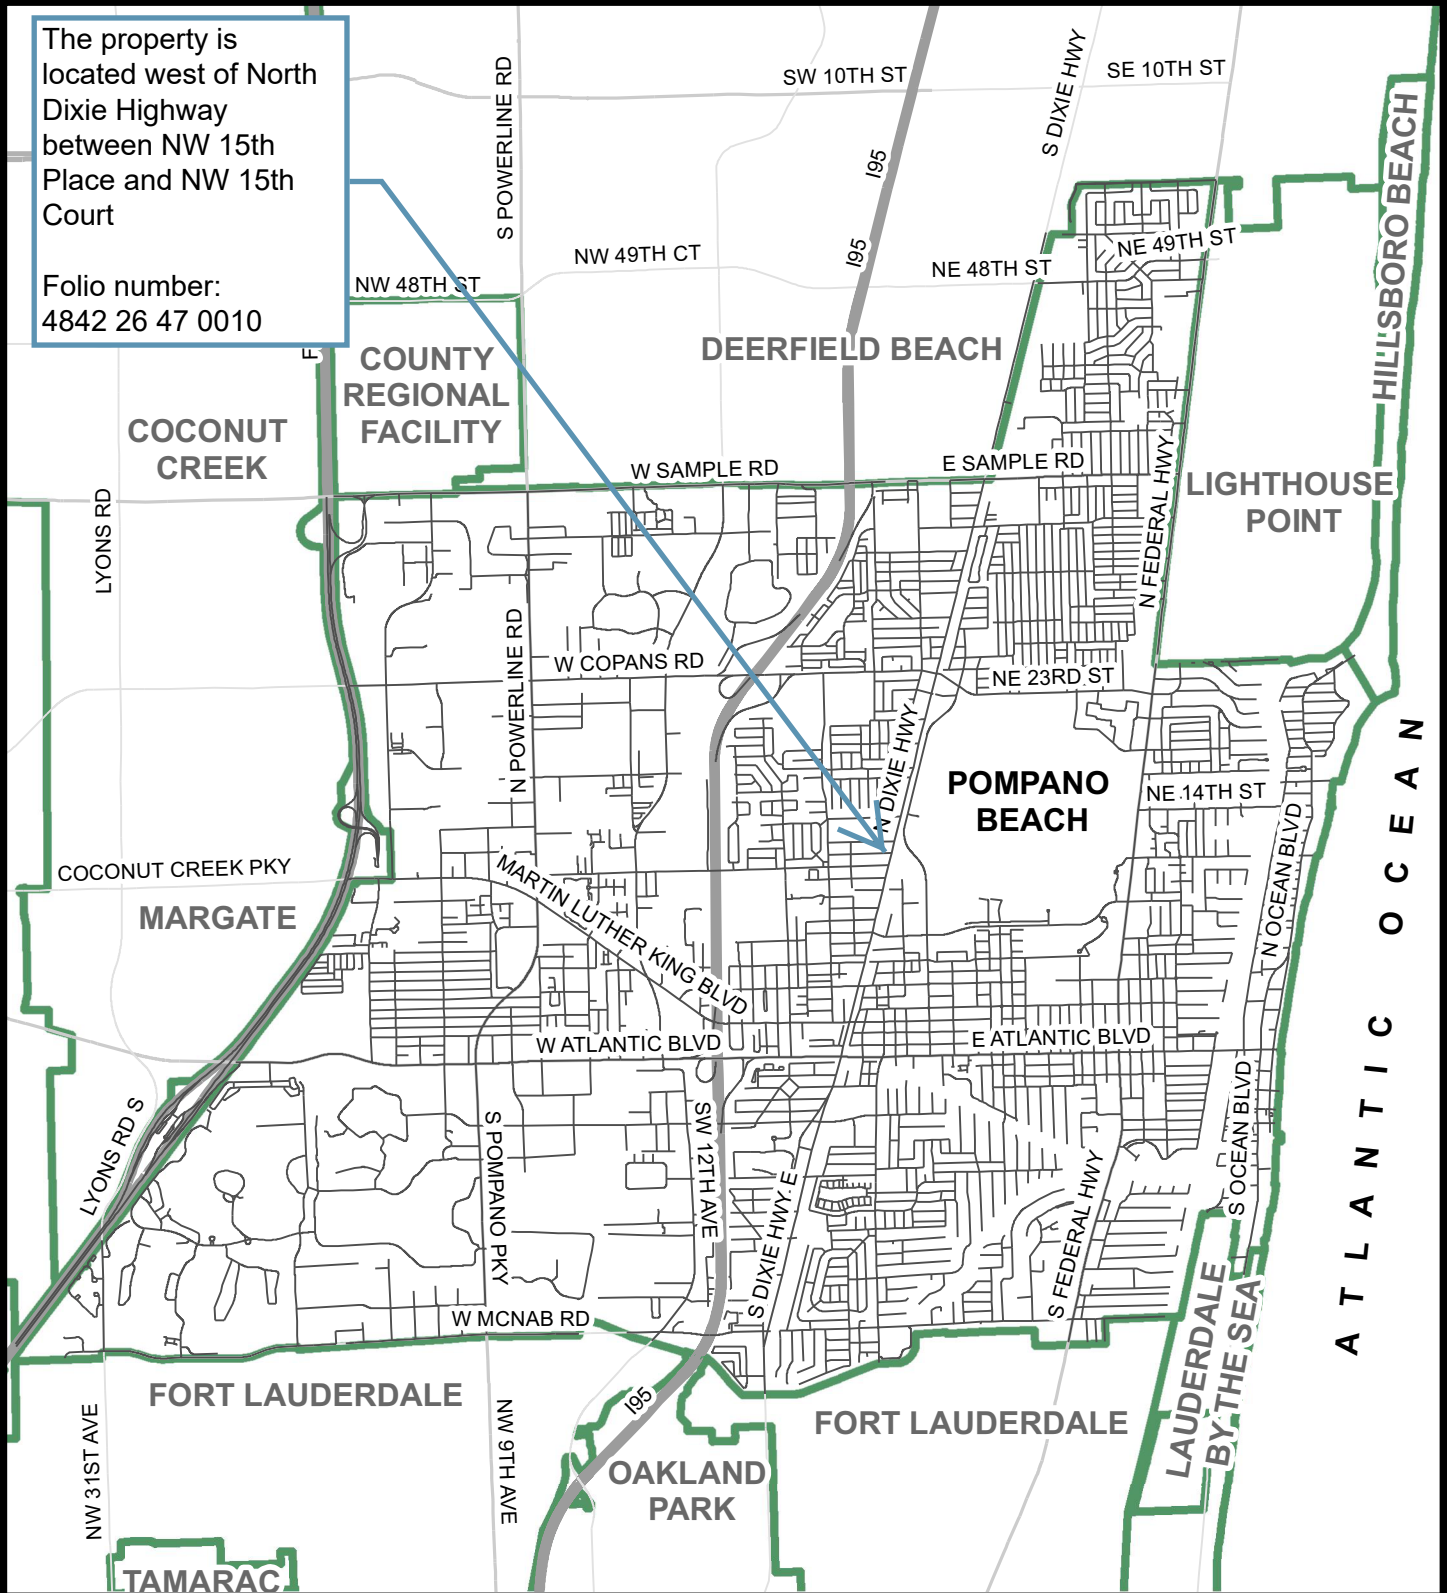 The property is
located west of North
Dixie Highway
between NW 15th
Place and NW 15th
Court
Folio number:
4842 26 47 0010
S POWERLINE RD
SW 10TH ST
SE 10TH ST
S DIXIE HWY
I95
I95
HILLSBORO BEACH
NW 48TH ST
NW 49TH CT
NE 48TH ST
NE 49TH ST
F
COUNTY
REGIONAL
FACILITY
DEERFIELD BEACH
COCONUT
CREEK
W SAMPLE RD
E SAMPLE RD
LIGHTHOUSE
POINT
LYONS RD
N FEDERAL HWY
N POWERLINE RD
W COPANS RD
NE 23RD ST
N DIXIE HWY
POMPANO
BEACH
NE 14TH ST
N OCEAN BLVD
COCONUT CREEK PKY
MARGATE
MARTIN LUTHER KING BLVD
W ATLANTIC BLVD
E ATLANTIC BLVD
ATLANTIC OCEAN
LYONS RD S
S POMPANO PKY
SW 12TH AVE
S DIXIE HWY E
S FEDERAL HWY
S OCEAN BLVD
W MCNAB RD
LAUDERDALE
BY THE SEA
FORT LAUDERDALE
FORT LAUDERDALE
I95
NW 31ST AVE
NW 9TH AVE
OAKLAND
PARK
TAMARAC